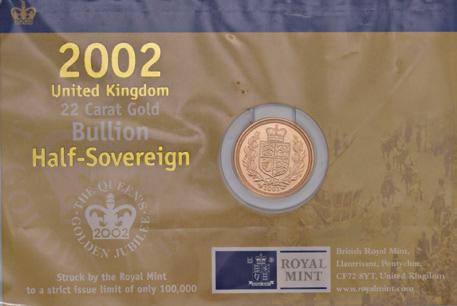 2002
United Kingdom
22 Carat Gold
Bullion
Half-Sovereign
THE QUEEN'S
2002
GOLDEN JUBILEE
Struck by the Royal Mint
to a strict issue limit of only 100,000
2002
ROYAL
MINT
British Royal Mint,
Llantrisant, Pontyclun,
CF72 8YT, United Kingdom
www.royalmint.com